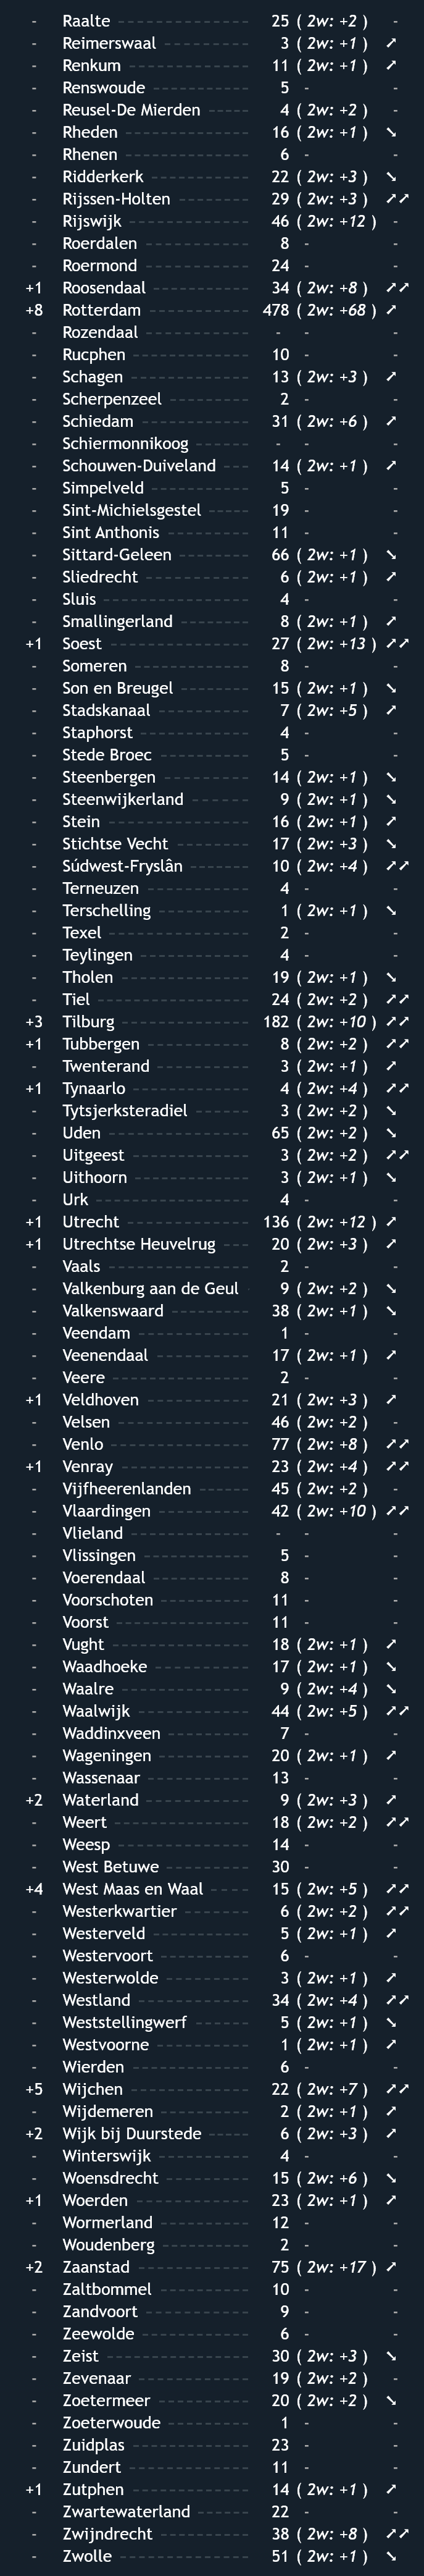 - Raalte 25 ( 2w: +2 ) -
- Reimerswaal 3 ( 2w: +1 ) ➚
- Renkum 11 ( 2w: +1 ) ➚
- Renswoude 5 - -
- Reusel-De Mierden 4 ( 2w: +2 ) -
- Rheden 16 ( 2w: +1 ) ➘
- Rhenen 6 - -
- Ridderkerk 22 ( 2w: +3 ) ➘
- Rijssen-Holten 29 ( 2w: +3 ) ➚➚
- Rijswijk 46 ( 2w: +12 ) -
- Roerdalen 8 - -
- Roermond 24 - -
+1 Roosendaal 34 ( 2w: +8 ) ➚➚
+8 Rotterdam 478 ( 2w: +68 ) ➚
- Rozendaal - - -
- Rucphen 10 - -
- Schagen 13 ( 2w: +3 ) ➚
- Scherpenzeel 2 - -
- Schiedam 31 ( 2w: +6 ) ➚
- Schiermonnikoog - - -
- Schouwen-Duiveland 14 ( 2w: +1 ) ➚
- Simpelveld 5 - -
- Sint-Michielsgestel 19 - -
- Sint Anthonis 11 - -
- Sittard-Geleen 66 ( 2w: +1 ) ➘
- Sliedrecht 6 ( 2w: +1 ) ➚
- Sluis 4 - -
- Smallingerland 8 ( 2w: +1 ) ➚
+1 Soest 27 ( 2w: +13 ) ➚➚
- Someren 8 - -
- Son en Breugel 15 ( 2w: +1 ) ➘
- Stadskanaal 7 ( 2w: +5 ) ➚
- Staphorst 4 - -
- Stede Broec 5 - -
- Steenbergen 14 ( 2w: +1 ) ➘
- Steenwijkerland 9 ( 2w: +1 ) ➘
- Stein 16 ( 2w: +1 ) ➚
- Stichtse Vecht 17 ( 2w: +3 ) ➘
- Súdwest-Fryslân 10 ( 2w: +4 ) ➚➚
- Terneuzen 4 - -
- Terschelling 1 ( 2w: +1 ) ➘
- Texel 2 - -
- Teylingen 4 - -
- Tholen 19 ( 2w: +1 ) ➘
- Tiel 24 ( 2w: +2 ) ➚➚
+3 Tilburg 182 ( 2w: +10 ) ➚➚
+1 Tubbergen 8 ( 2w: +2 ) ➚➚
- Twenterand 3 ( 2w: +1 ) ➚
+1 Tynaarlo 4 ( 2w: +4 ) ➚➚
- Tytsjerksteradiel 3 ( 2w: +2 ) ➘
- Uden 65 ( 2w: +2 ) ➘
- Uitgeest 3 ( 2w: +2 ) ➚➚
- Uithoorn 3 ( 2w: +1 ) ➘
- Urk 4 - -
+1 Utrecht 136 ( 2w: +12 ) ➚
+1 Utrechtse Heuvelrug 20 ( 2w: +3 ) ➚
- Vaals 2 - -
- Valkenburg aan de Geul 9 ( 2w: +2 ) ➘
- Valkenswaard 38 ( 2w: +1 ) ➘
- Veendam 1 - -
- Veenendaal 17 ( 2w: +1 ) ➚
- Veere 2 - -
+1 Veldhoven 21 ( 2w: +3 ) ➚
- Velsen 46 ( 2w: +2 ) -
- Venlo 77 ( 2w: +8 ) ➚➚
+1 Venray 23 ( 2w: +4 ) ➚➚
- Vijfheerenlanden 45 ( 2w: +2 ) -
- Vlaardingen 42 ( 2w: +10 ) ➚➚
- Vlieland - - -
- Vlissingen 5 - -
- Voerendaal 8 - -
- Voorschoten 11 - -
- Voorst 11 - -
- Vught 18 ( 2w: +1 ) ➚
- Waadhoeke 17 ( 2w: +1 ) ➘
- Waalre 9 ( 2w: +4 ) ➘
- Waalwijk 44 ( 2w: +5 ) ➚➚
- Waddinxveen 7 - -
- Wageningen 20 ( 2w: +1 ) ➚
- Wassenaar 13 - -
+2 Waterland 9 ( 2w: +3 ) ➚
- Weert 18 ( 2w: +2 ) ➚➚
- Weesp 14 - -
- West Betuwe 30 - -
+4 West Maas en Waal 15 ( 2w: +5 ) ➚➚
- Westerkwartier 6 ( 2w: +2 ) ➚➚
- Westerveld 5 ( 2w: +1 ) ➚
- Westervoort 6 - -
- Westerwolde 3 ( 2w: +1 ) ➚
- Westland 34 ( 2w: +4 ) ➚➚
- Weststellingwerf 5 ( 2w: +1 ) ➘
- Westvoorne 1 ( 2w: +1 ) ➚
- Wierden 6 - -
+5 Wijchen 22 ( 2w: +7 ) ➚➚
- Wijdemeren 2 ( 2w: +1 ) ➚
+2 Wijk bij Duurstede 6 ( 2w: +3 ) ➚
- Winterswijk 4 - -
- Woensdrecht 15 ( 2w: +6 ) ➘
+1 Woerden 23 ( 2w: +1 ) ➚
- Wormerland 12 - -
- Woudenberg 2 - -
+2 Zaanstad 75 ( 2w: +17 ) ➚
- Zaltbommel 10 - -
- Zandvoort 9 - -
- Zeewolde 6 - -
- Zeist 30 ( 2w: +3 ) ➘
- Zevenaar 19 ( 2w: +2 ) -
- Zoetermeer 20 ( 2w: +2 ) ➘
- Zoeterwoude 1 - -
- Zuidplas 23 - -
- Zundert 11 - -
+1 Zutphen 14 ( 2w: +1 ) ➚
- Zwartewaterland 22 - -
- Zwijndrecht 38 ( 2w: +8 ) ➚➚
- Zwolle 51 ( 2w: +1 ) ➘